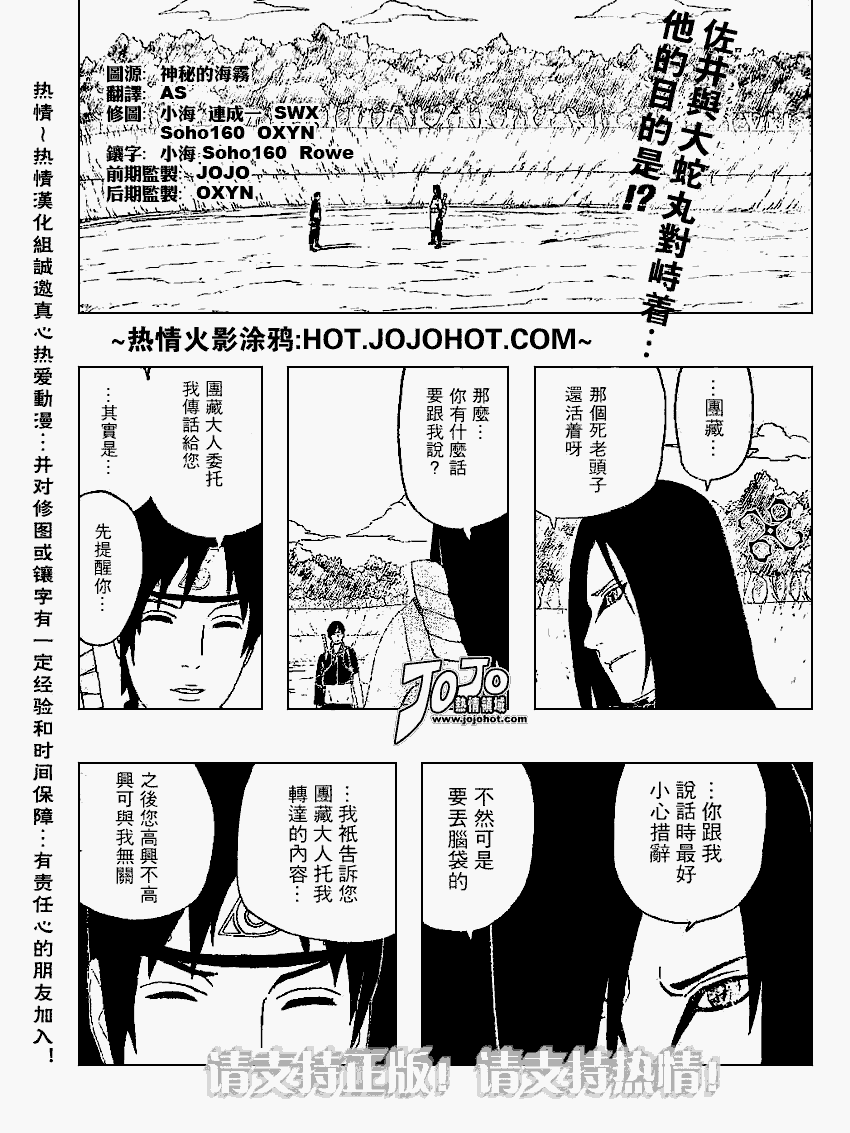 佐井與大蛇丸對峙着…
他的目的是!?
圖源: 神秘的海霧
翻譯: AS
修圖: 小海 連成一 SWX
Soho160 OXYN
鑲字: 小海 Soho160 Rowe
前期監製: JOJO
后期監製: OXYN
~热情火影涂鸦:HOT.JOJOHOT.COM~
…團藏…
那個死老頭子
還活着呀
那麼…
你有什麼話
要跟我說?
團藏大人委托
我傳話給您
…其實是…
先提醒你…
JOJO
熱情領域
www.jojohot.com
…你跟我
說話時最好
小心措辭
不然可是
要丟腦袋的
…我衹告訴您
團藏大人托我
轉達的內容…
之後您高興不高
興可與我無關
热情~热情漢化組誠邀真心热爱動漫…并对修图或镶字有一定经验和时间保障…有责任心的朋友加入!
请支持正版! 请支持热情!